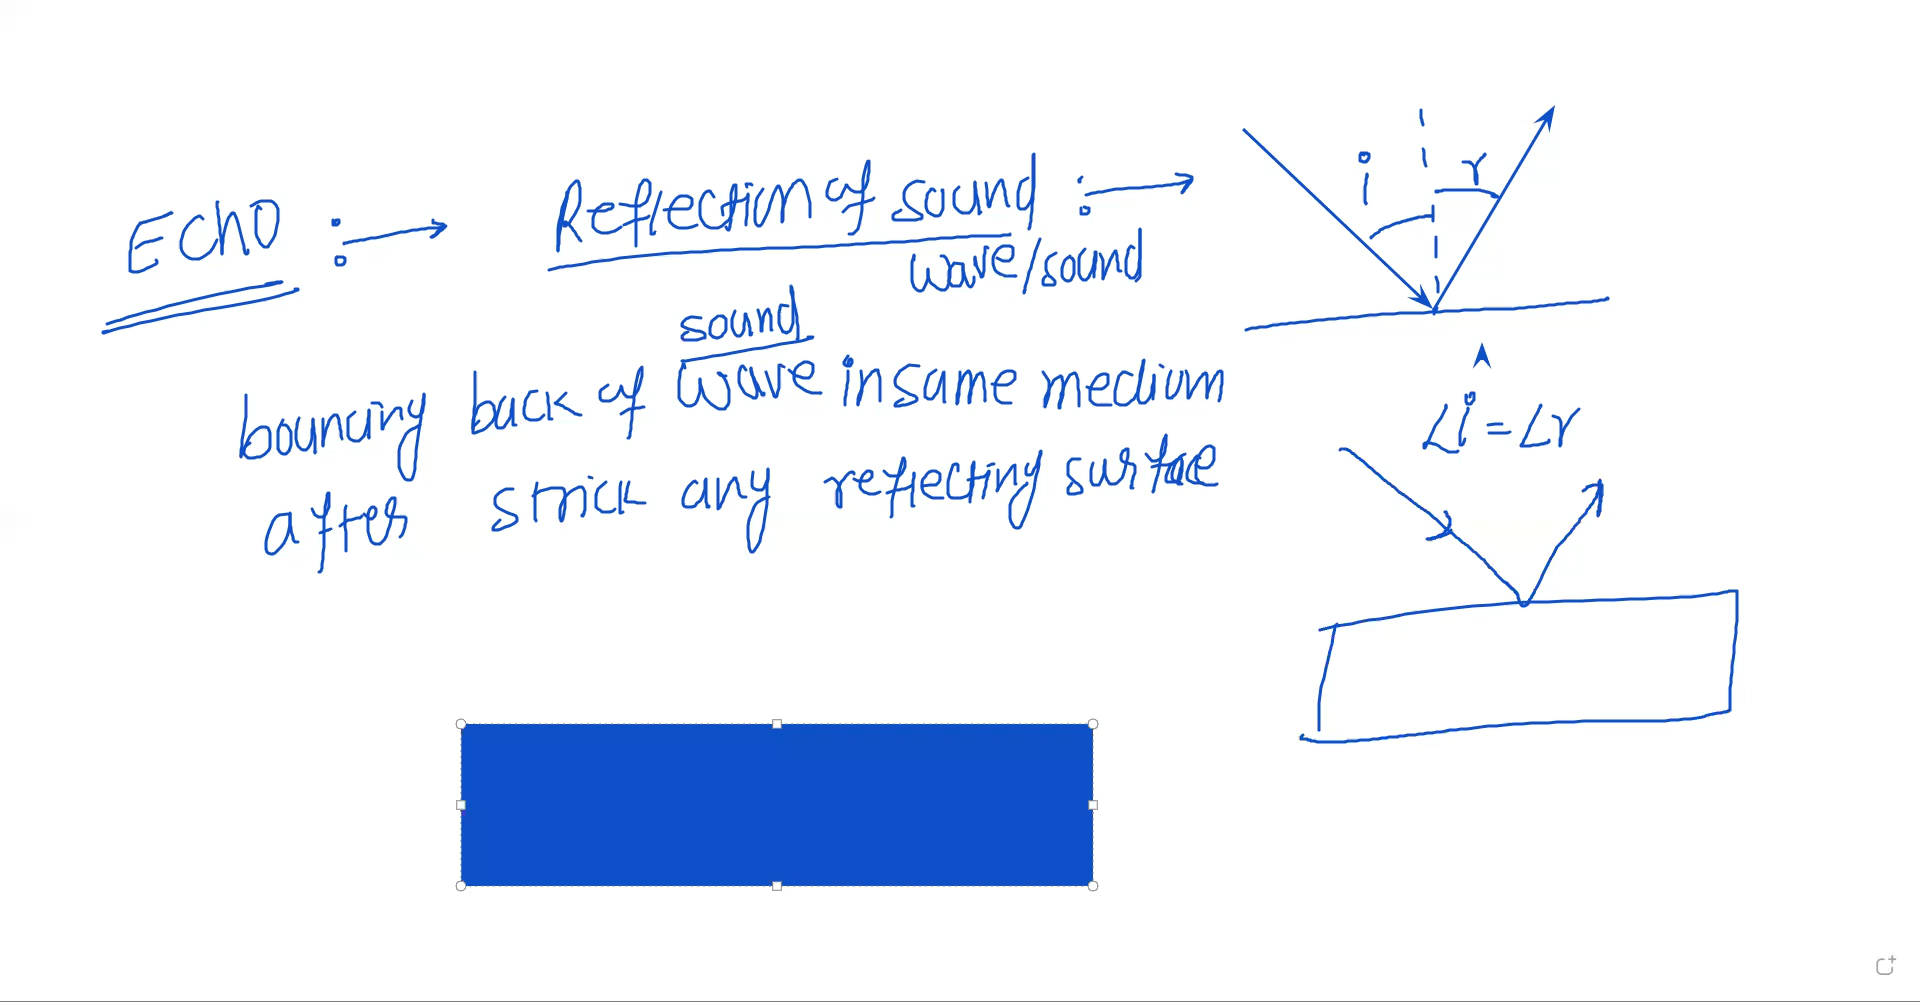 ECHO :→ Reflection of sound :→
wave/sound
sound
bouncing back of wave in same medium
after strick any reflecting surface
i r
∠i = ∠r